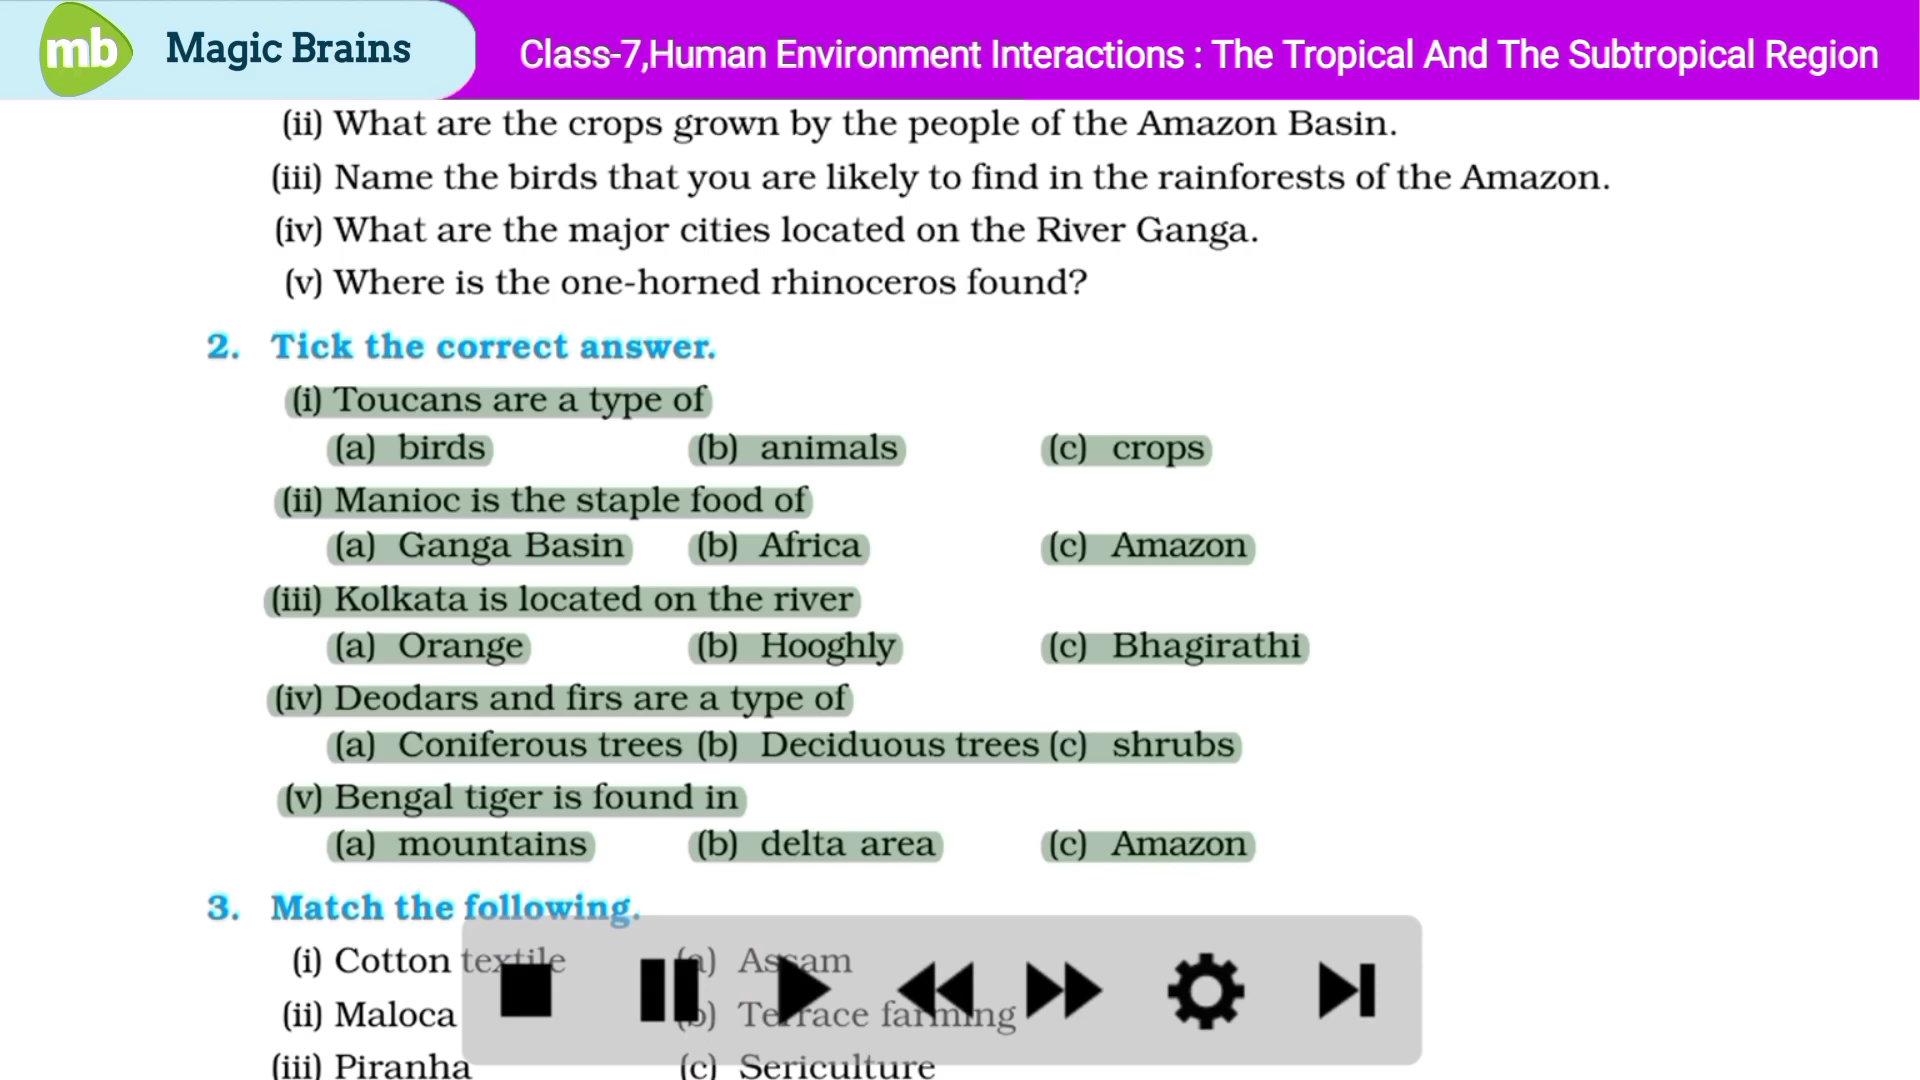 mb Magic Brains
Class-7,Human Environment Interactions : The Tropical And The Subtropical Region
(ii) What are the crops grown by the people of the Amazon Basin.
(iii) Name the birds that you are likely to find in the rainforests of the Amazon.
(iv) What are the major cities located on the River Ganga.
(v) Where is the one-horned rhinoceros found?
2. Tick the correct answer.
(i) Toucans are a type of
(a) birds (b) animals (c) crops
(ii) Manioc is the staple food of
(a) Ganga Basin (b) Africa (c) Amazon
(iii) Kolkata is located on the river
(a) Orange (b) Hooghly (c) Bhagirathi
(iv) Deodars and firs are a type of
(a) Coniferous trees (b) Deciduous trees (c) shrubs
(v) Bengal tiger is found in
(a) mountains (b) delta area (c) Amazon
3. Match the following.
(i) Cotton textile (a) Assam
(ii) Maloca (b) Terrace farming
(iii) Piranha (c) Sericulture